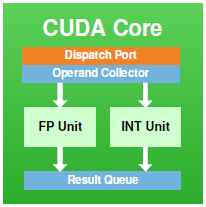 CUDA Core
Dispatch Port
Operand Collector
FP Unit
INT Unit
Result Queue